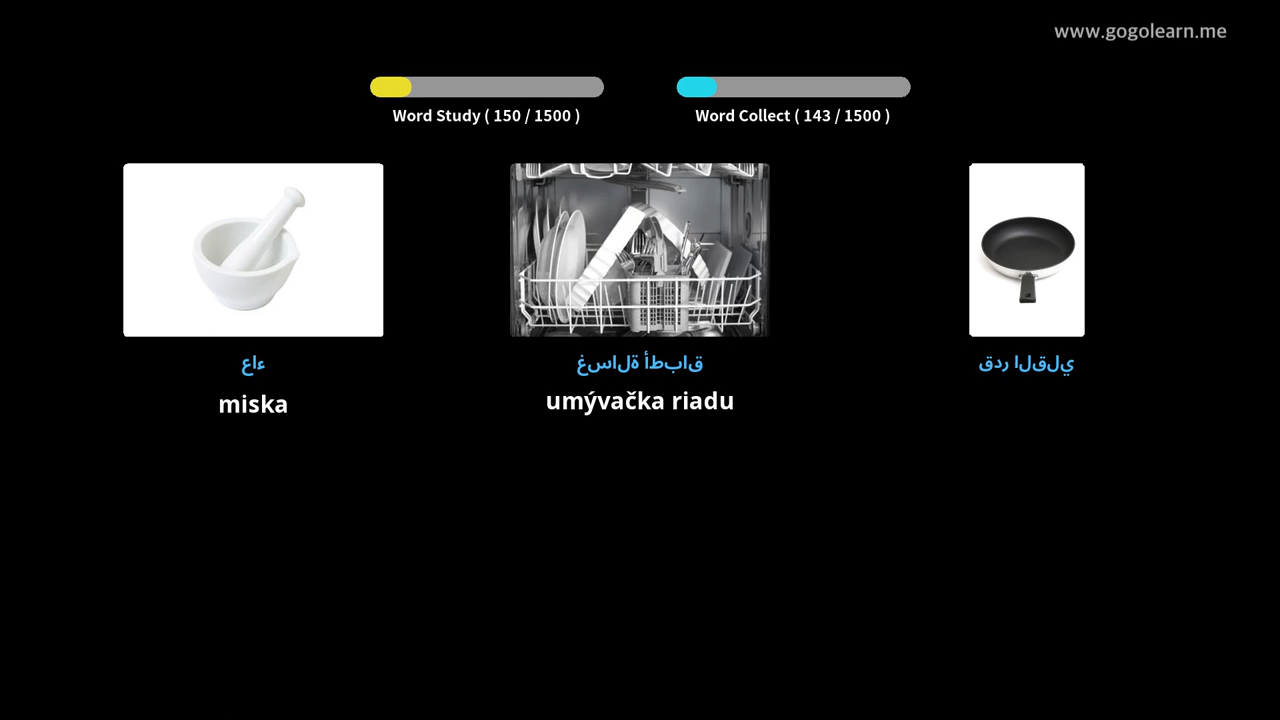 www.gogolearn.me
Word Study ( 150 / 1500 )
Word Collect ( 143 / 1500 )
عاء
غسالة أطباق
قدر القلي
miska
umývačka riadu